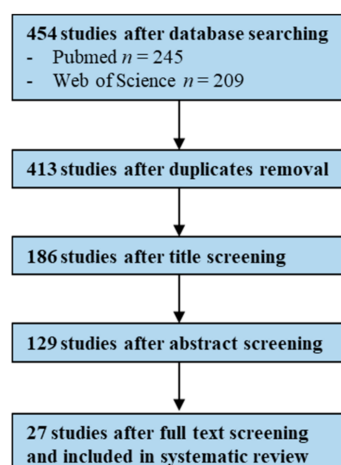 454 studies after database searching
- Pubmed n = 245
- Web of Science n = 209
413 studies after duplicates removal
186 studies after title screening
129 studies after abstract screening
27 studies after full text screening
and included in systematic review